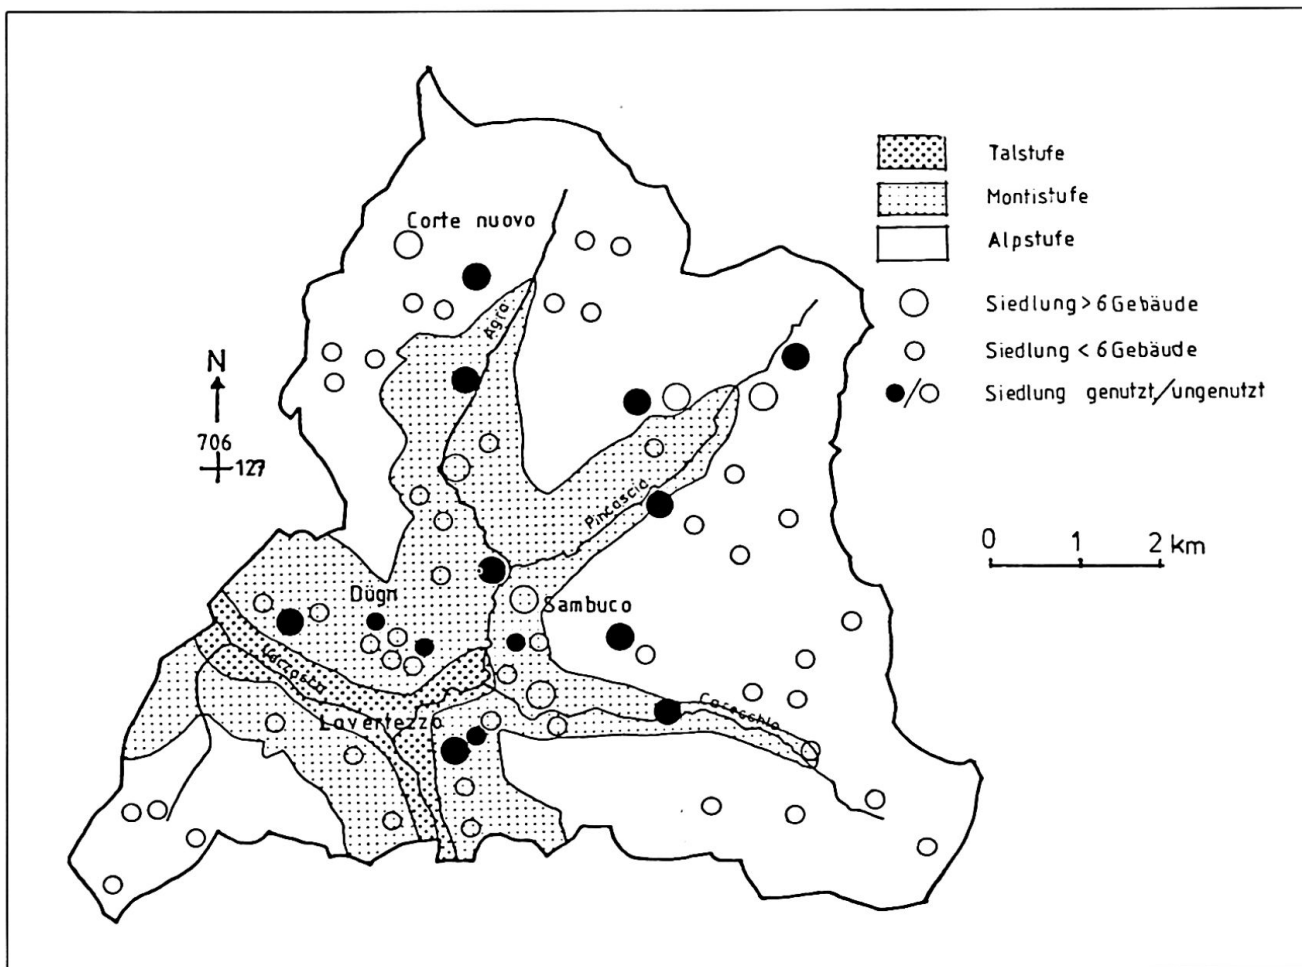 Talstufe
Montistufe
Alpstufe
Siedlung > 6 Gebäude
Siedlung < 6 Gebäude
Siedlung genutzt/ungenutzt
Corte nuovo
Agro
N
706
127
Pincascia
0 1 2 km
Dügn
Sambuco
Verzasca
Lavertezzo
Carecchio